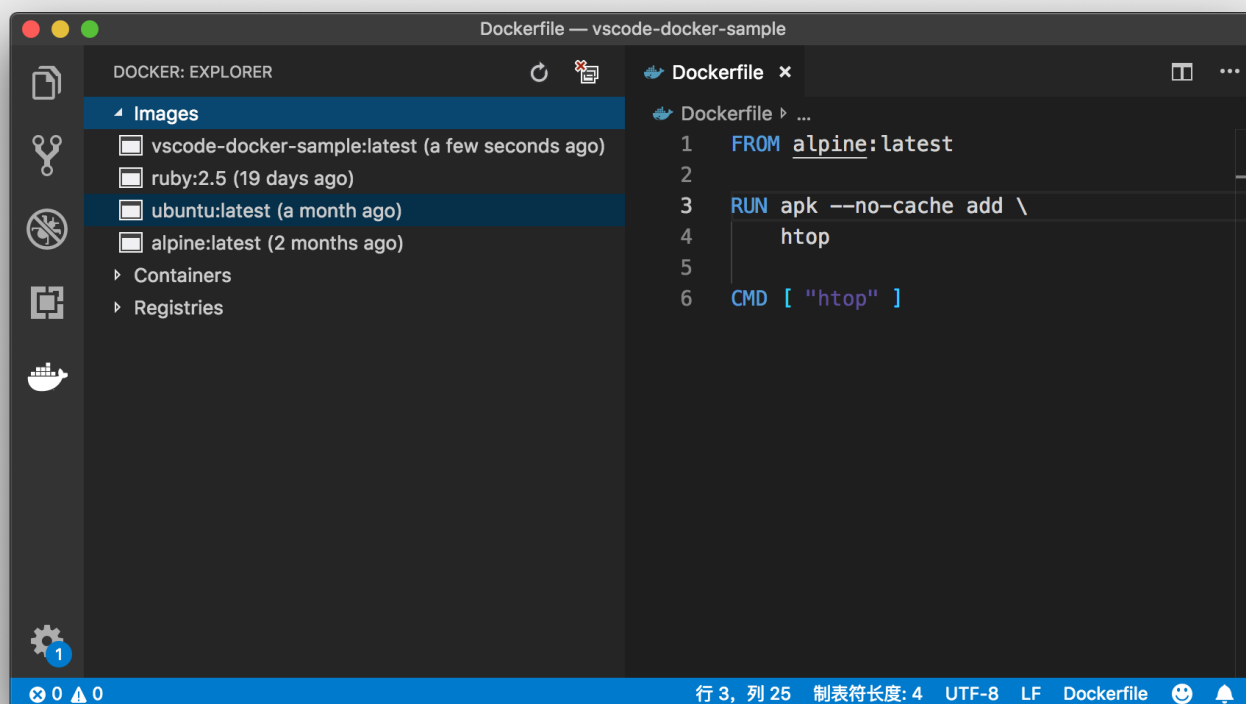 Dockerfile — vscode-docker-sample
DOCKER: EXPLORER
Images
vscode-docker-sample:latest (a few seconds ago)
ruby:2.5 (19 days ago)
ubuntu:latest (a month ago)
alpine:latest (2 months ago)
Containers
Registries
Dockerfile ×
Dockerfile ▹ ...
1 FROM alpine:latest
2
3 RUN apk --no-cache add \
4     htop
5
6 CMD [ "htop" ]
1
0 0 行 3，列 25 制表符长度: 4 UTF-8 LF Dockerfile